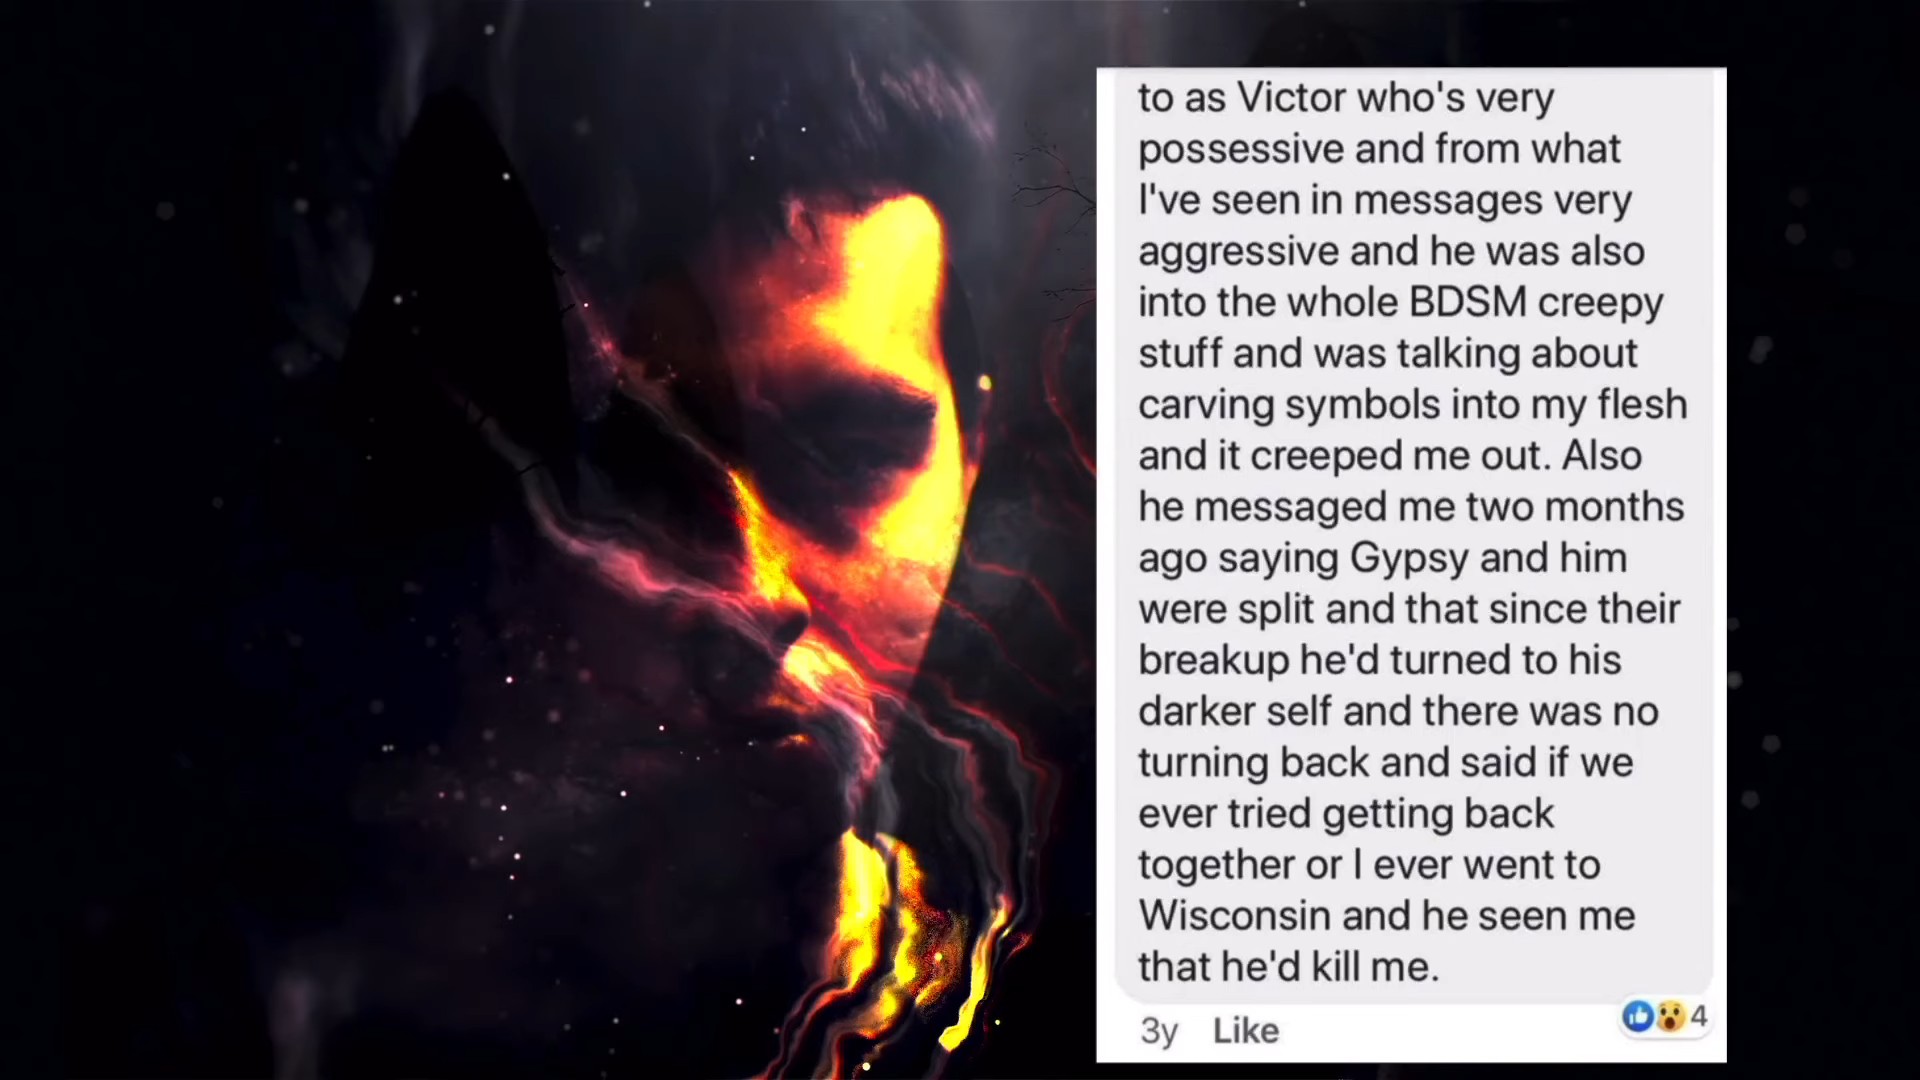 to as Victor who's very
possessive and from what
I've seen in messages very
aggressive and he was also
into the whole BDSM creepy
stuff and was talking about
carving symbols into my flesh
and it creeped me out. Also
he messaged me two months
ago saying Gypsy and him
were split and that since their
breakup he'd turned to his
darker self and there was no
turning back and said if we
ever tried getting back
together or I ever went to
Wisconsin and he seen me
that he'd kill me.
3y Like 4